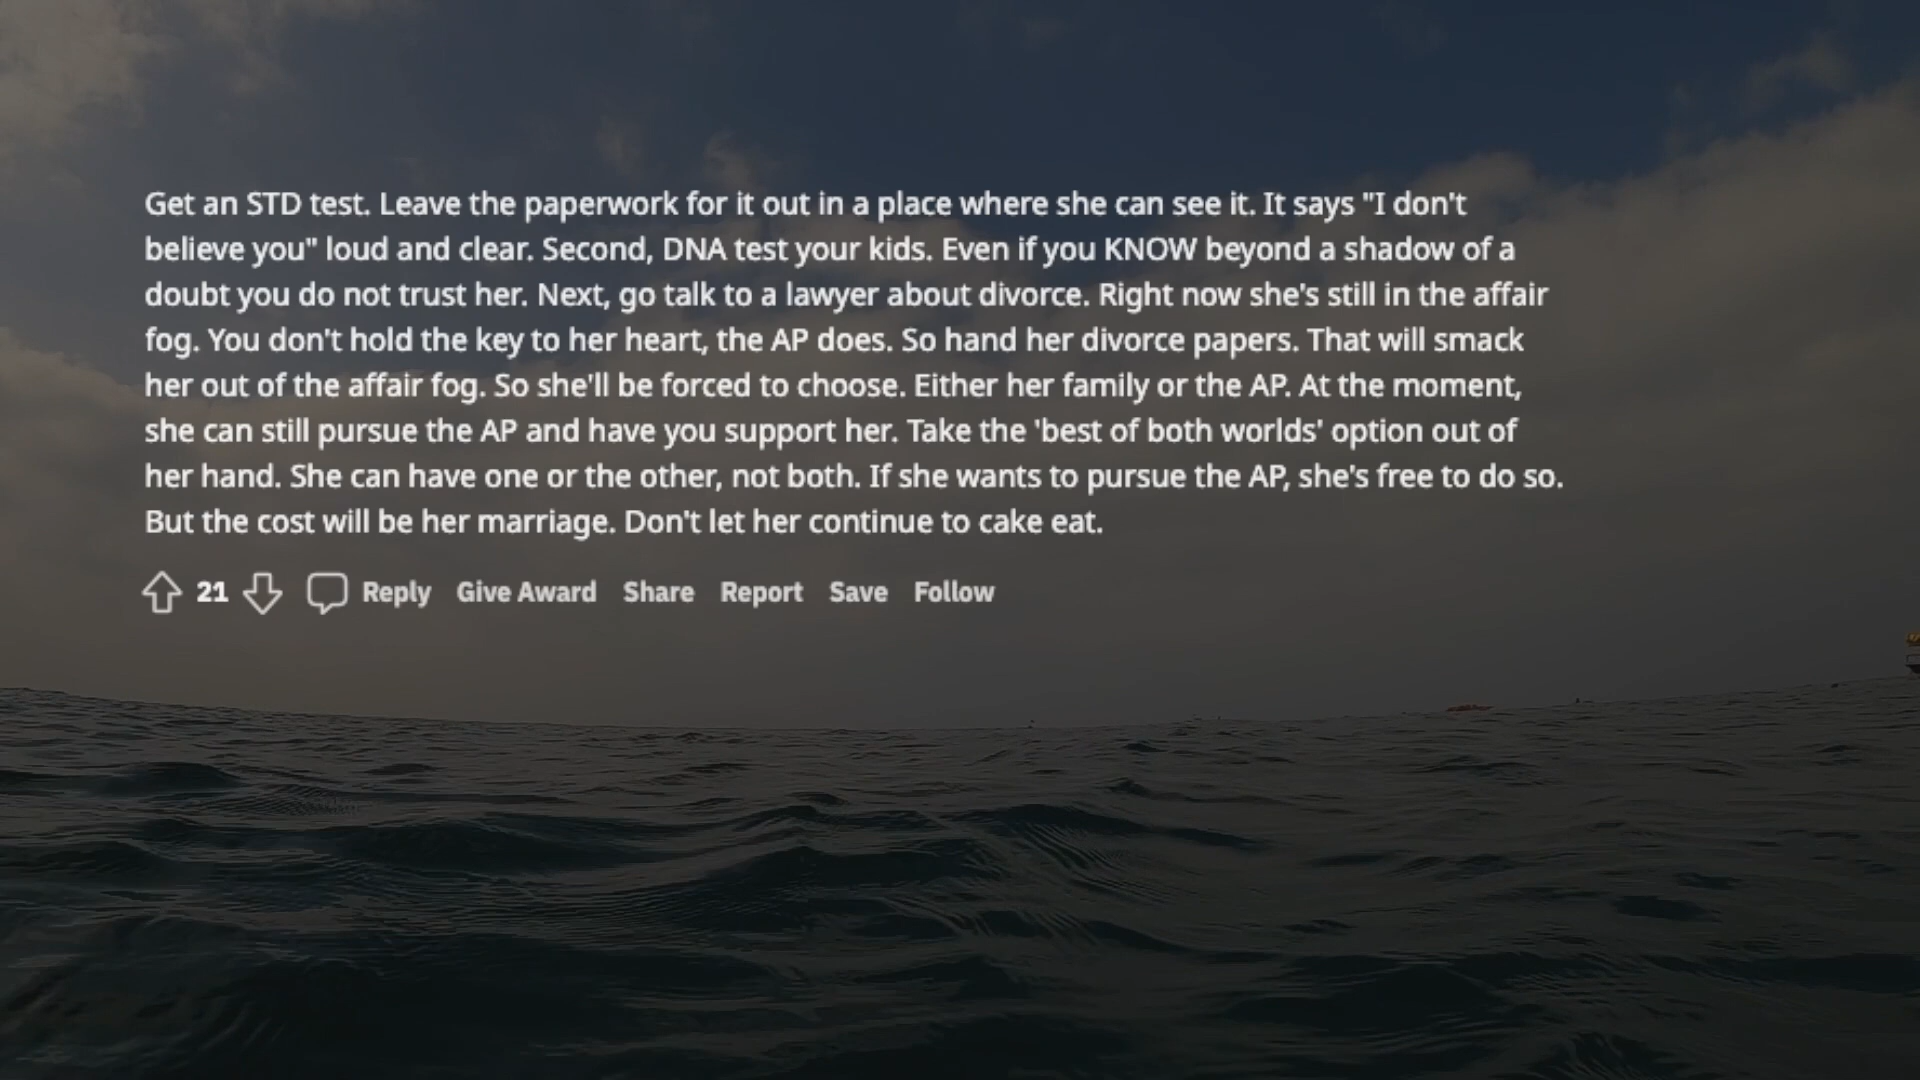 Get an STD test. Leave the paperwork for it out in a place where she can see it. It says "I don't
believe you" loud and clear. Second, DNA test your kids. Even if you KNOW beyond a shadow of a
doubt you do not trust her. Next, go talk to a lawyer about divorce. Right now she's still in the affair
fog. You don't hold the key to her heart, the AP does. So hand her divorce papers. That will smack
her out of the affair fog. So she'll be forced to choose. Either her family or the AP. At the moment,
she can still pursue the AP and have you support her. Take the 'best of both worlds' option out of
her hand. She can have one or the other, not both. If she wants to pursue the AP, she's free to do so.
But the cost will be her marriage. Don't let her continue to cake eat.
21 Reply Give Award Share Report Save Follow